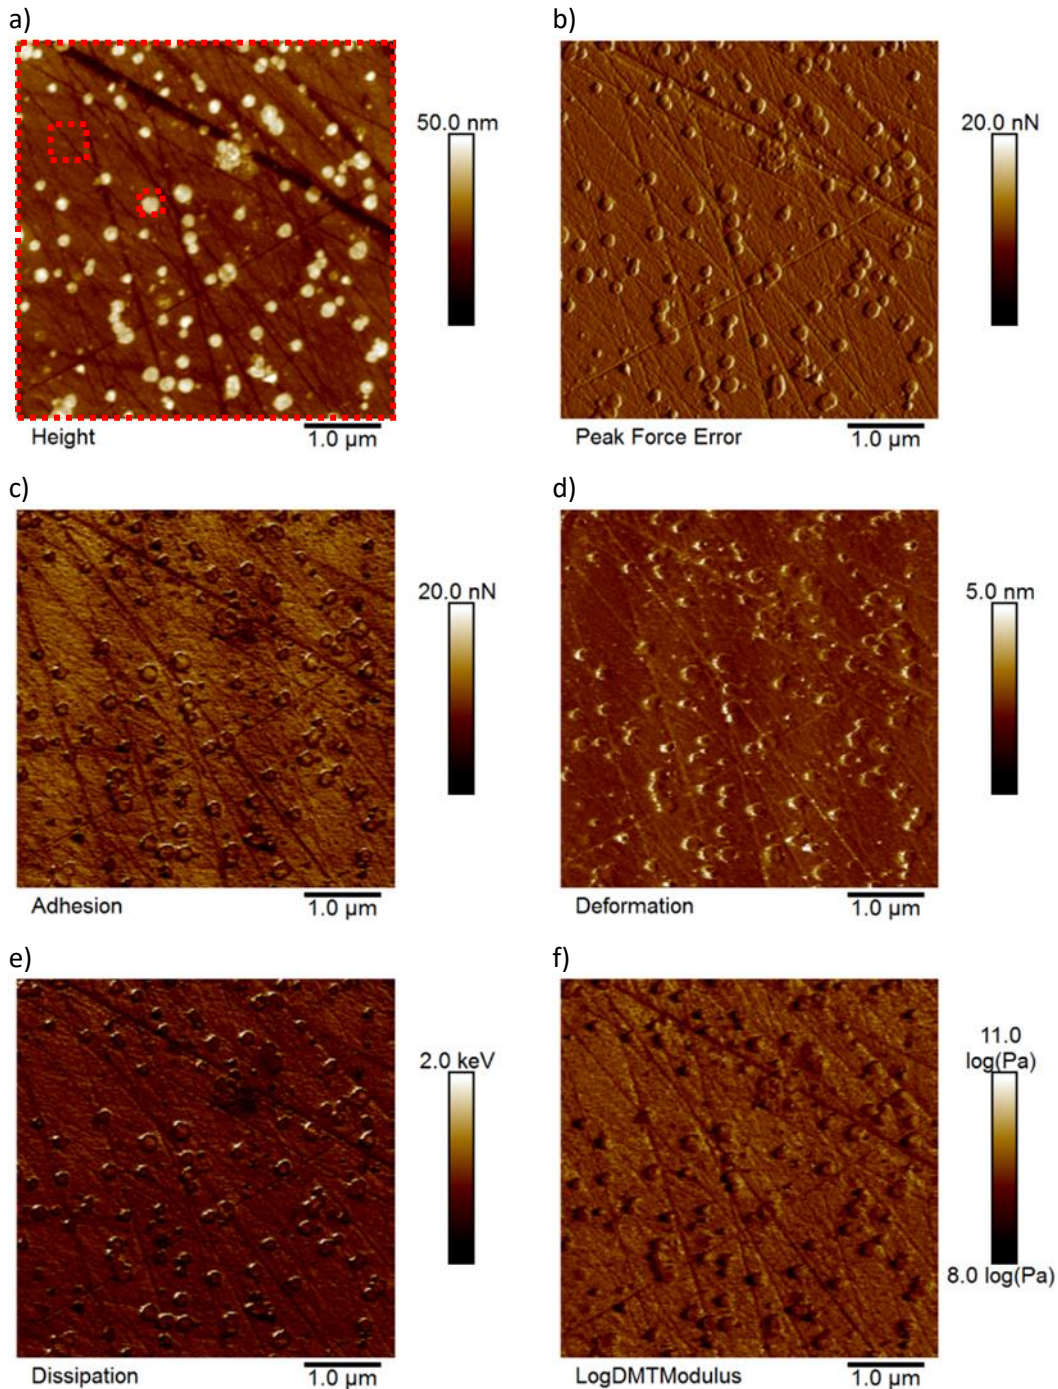 a)
b)
50.0 nm
20.0 nN
Height
1.0 μm
Peak Force Error
1.0 μm
c)
d)
20.0 nN
5.0 nm
Adhesion
1.0 μm
Deformation
1.0 μm
e)
f)
2.0 keV
11.0
log(Pa)
8.0 log(Pa)
Dissipation
1.0 μm
LogDMTModulus
1.0 μm